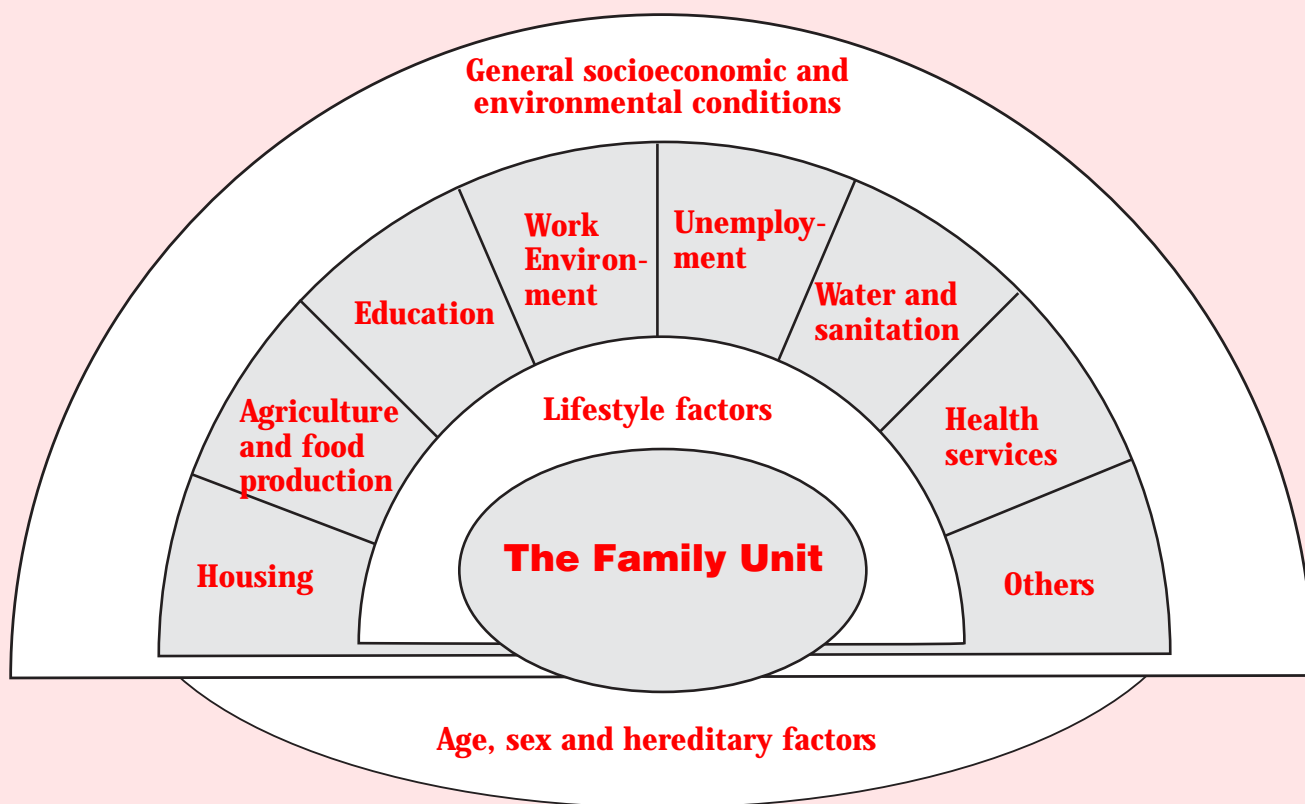 General socioeconomic and
environmental conditions
Work
Environ-
ment
Unemploy-
ment
Education
Water and
sanitation
Agriculture
and food
production
Lifestyle factors
Health
services
Housing
The Family Unit
Others
Age, sex and hereditary factors